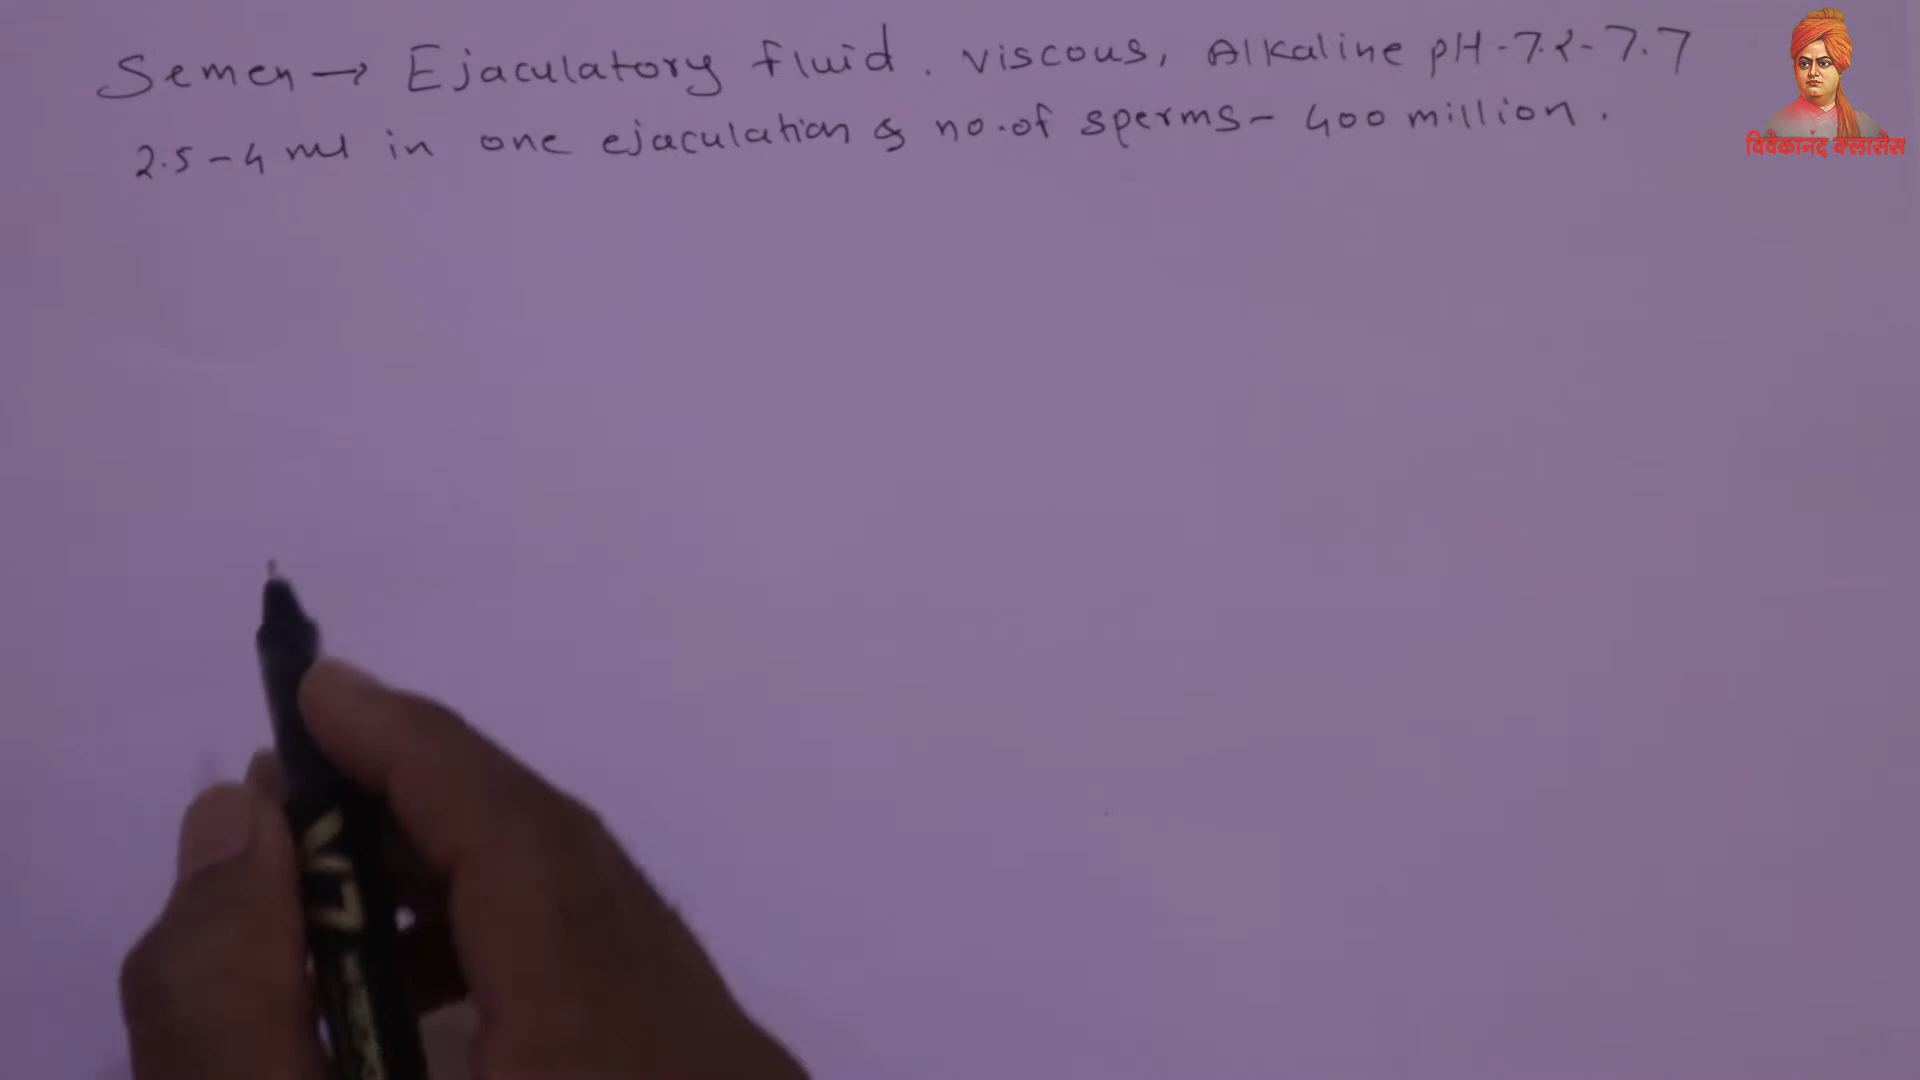 Semen → Ejaculatory fluid. viscous, Alkaline pH-7.2-7.7
2.5-4 ml in one ejaculation & no.of sperms- 400 million.
विवेकानंद क्लासेस
V7